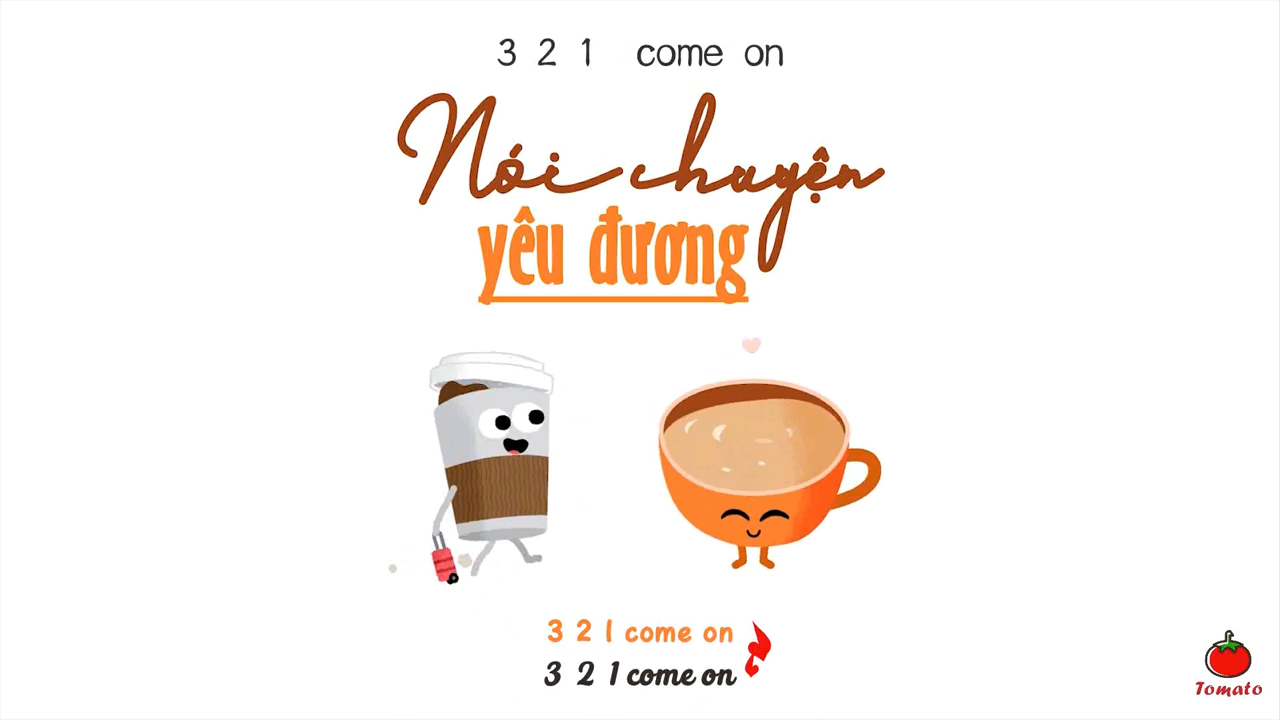 3 2 1 come on
Nói chuyện
yêu đương
3 2 1 come on
3 2 1 come on
Tomato